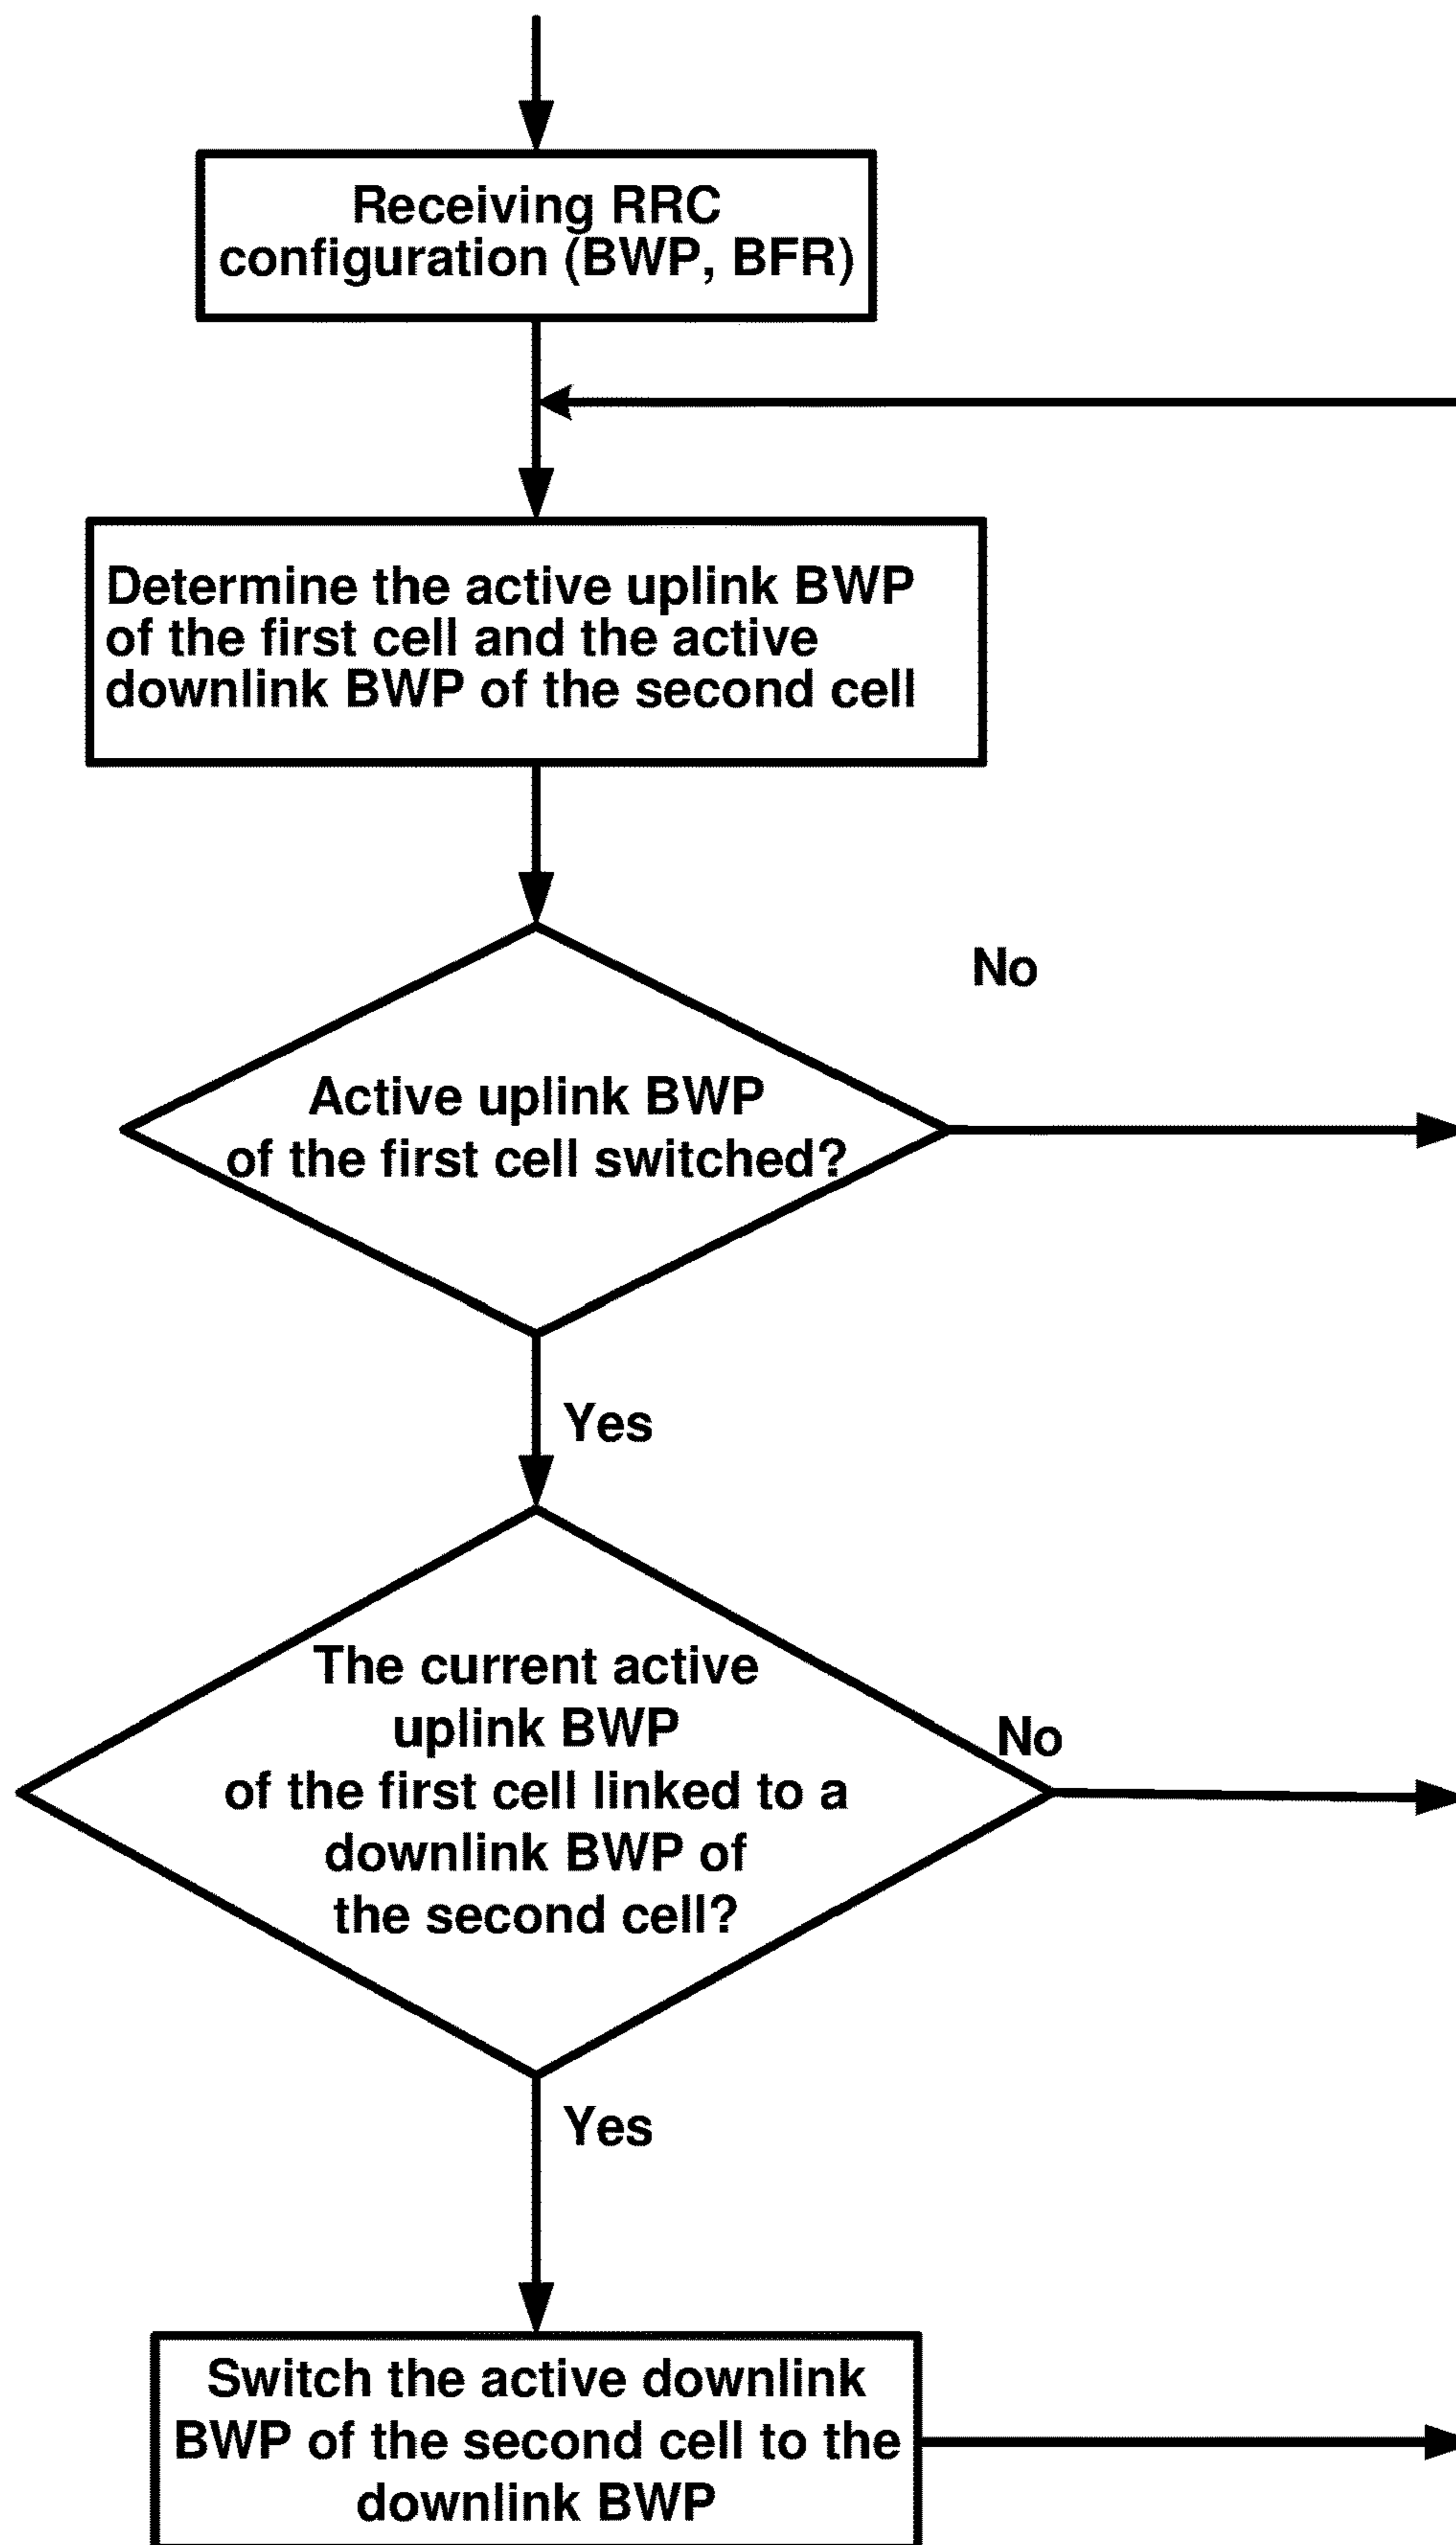 Receiving RRC
configuration (BWP, BFR)
Determine the active uplink BWP
of the first cell and the active
downlink BWP of the second cell
No
Active uplink BWP
of the first cell switched?
Yes
The current active
uplink BWP
No
of the first cell linked to a
downlink BWP of
the second cell?
Yes
Switch the active downlink
BWP of the second cell to the
downlink BWP